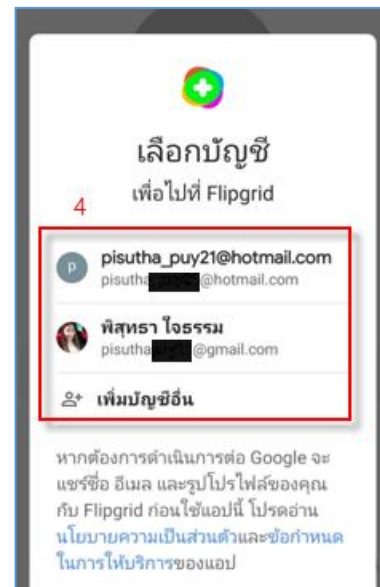 เลือกบัญชี
เพื่อไปที่ Flipgrid
4
P
pisutha_puy21@hotmail.com
pisutha @hotmail.com
พิสุทธา ใจธรรม
pisutha @gmail.com
เพิ่มบัญชีอื่น
หากต้องการดำเนินการต่อ Google จะ
แชร์ชื่อ อีเมล และรูปโปรไฟล์ของคุณ
กับ Flipgrid ก่อนใช้แอปนี้ โปรดอ่าน
นโยบายความเป็นส่วนตัวและข้อกำหนด
ในการให้บริการของแอป